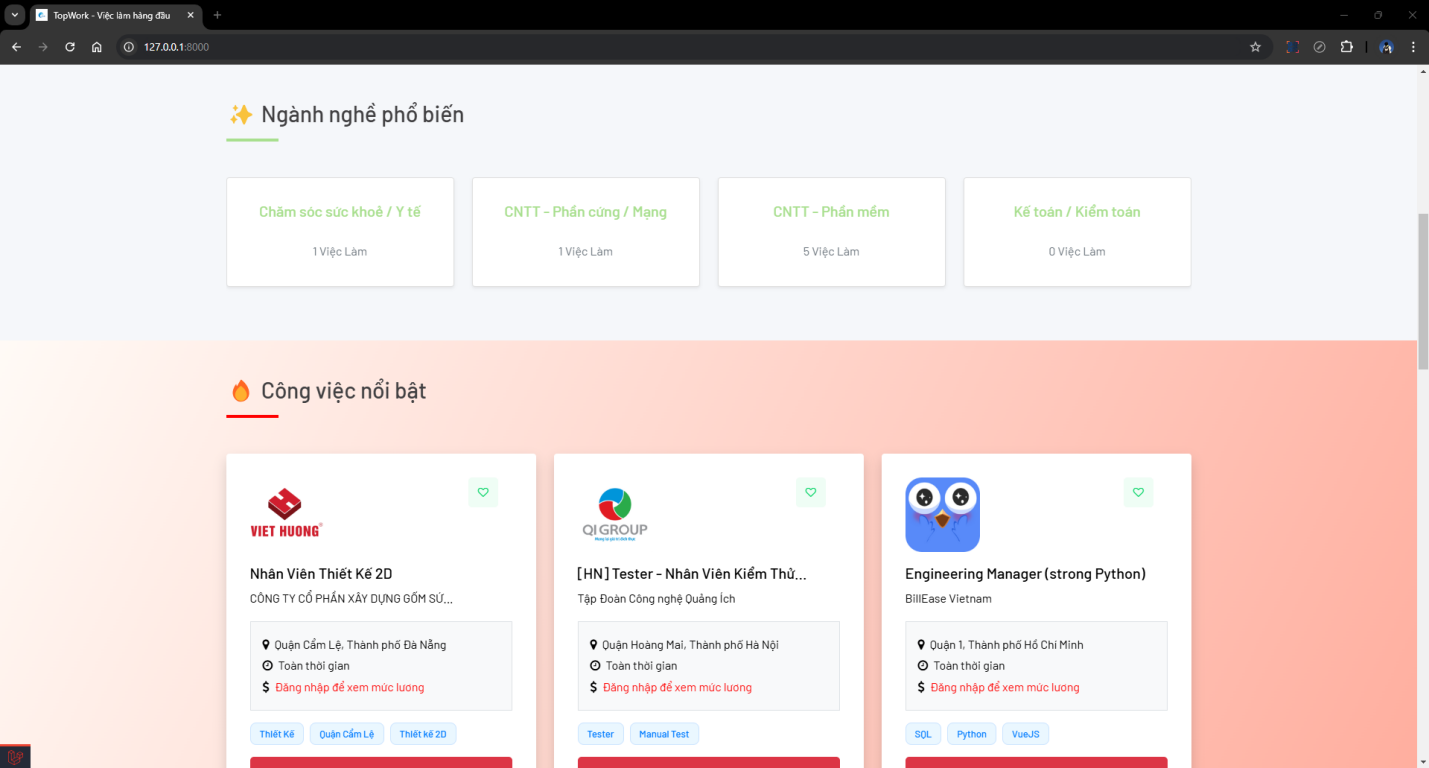 TopWork - Việc làm hàng đầu
127.0.0.1:8000
Ngành nghề phổ biến
Chăm sóc sức khoẻ / Y tế
1 Việc Làm
CNTT - Phần cứng / Mạng
1 Việc Làm
CNTT - Phần mềm
5 Việc Làm
Kế toán / Kiểm toán
0 Việc Làm
Công việc nổi bật
VIET HUONG®
Nhân Viên Thiết Kế 2D
CÔNG TY CỔ PHẦN XÂY DỰNG GỐM SỨ...
Quận Cẩm Lệ, Thành phố Đà Nẵng
Toàn thời gian
Đăng nhập để xem mức lương
Thiết Kế
Quận Cẩm Lệ
Thiết kế 2D
QI GROUP
[HN] Tester - Nhân Viên Kiểm Thử...
Tập Đoàn Công nghệ Quảng Ích
Quận Hoàng Mai, Thành phố Hà Nội
Toàn thời gian
Đăng nhập để xem mức lương
Tester
Manual Test
Engineering Manager (strong Python)
BillEase Vietnam
Quận 1, Thành phố Hồ Chí Minh
Toàn thời gian
Đăng nhập để xem mức lương
SQL
Python
VueJS